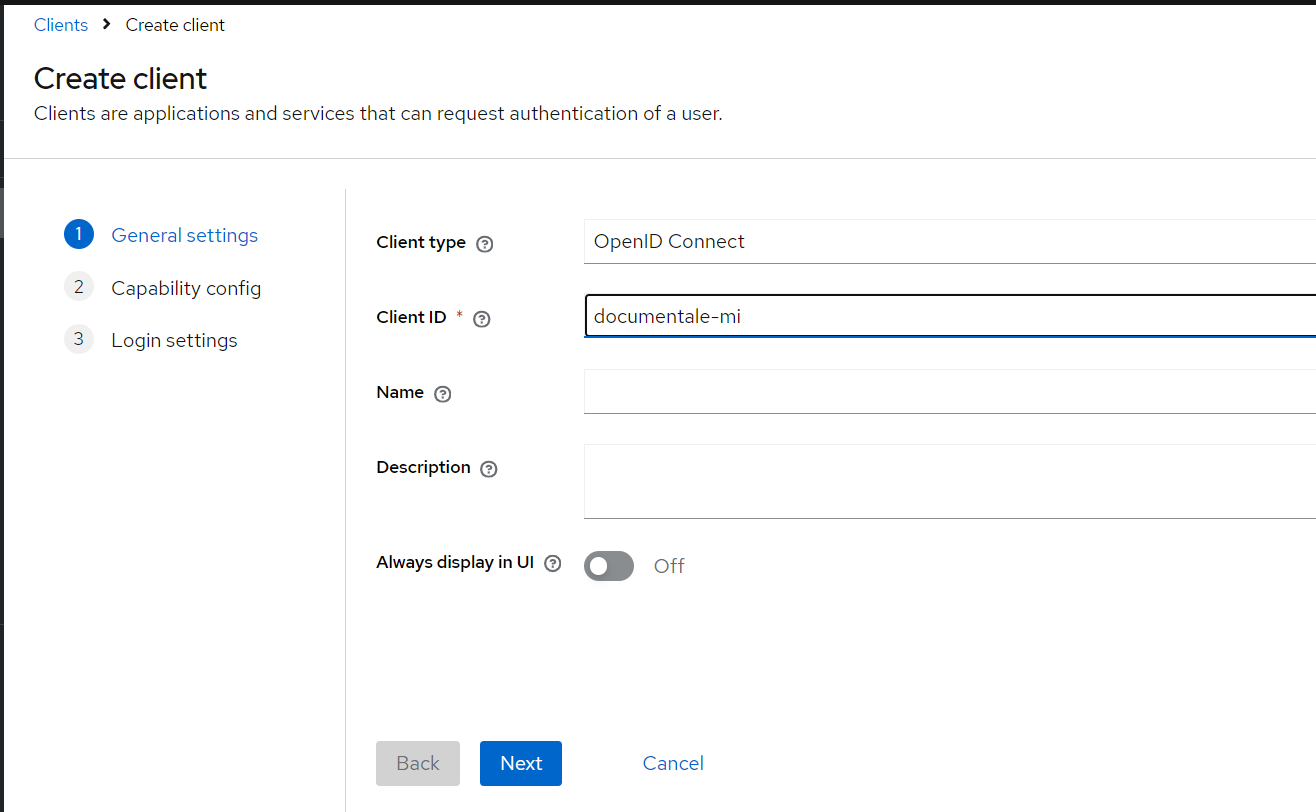 Clients > Create client
Create client
Clients are applications and services that can request authentication of a user.
1 General settings
2 Capability config
3 Login settings
Client type ?
OpenID Connect
Client ID * ?
documentale-mi
Name ?
Description ?
Always display in UI ?
Off
Back
Next
Cancel